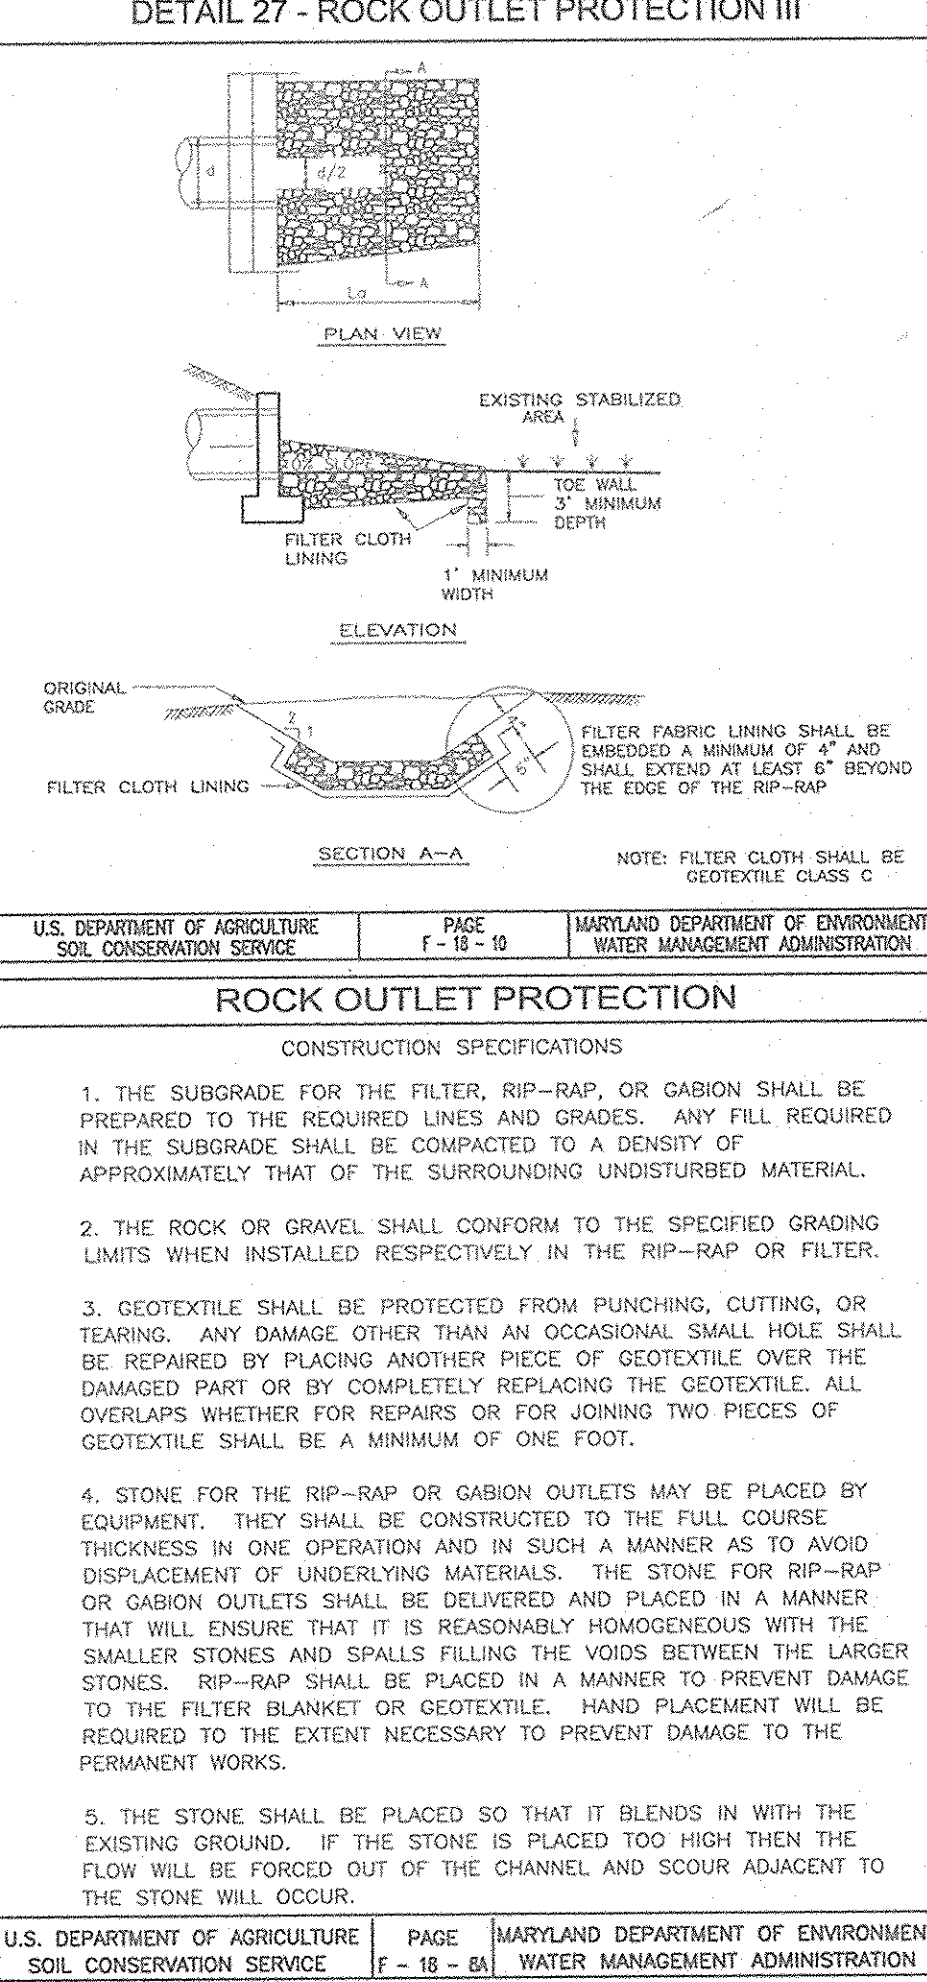 DETAIL 27 - ROCK OUTLET PROTECTION III
A
d
d/2
A
La
PLAN VIEW
EXISTING STABILIZED
AREA
0% SLOPE
TOE WALL
3' MINIMUM
DEPTH
FILTER CLOTH
LINING
1' MINIMUM
WIDTH
ELEVATION
ORIGINAL
GRADE
2
1
4"
6"
FILTER FABRIC LINING SHALL BE
EMBEDDED A MINIMUM OF 4" AND
SHALL EXTEND AT LEAST 6" BEYOND
THE EDGE OF THE RIP-RAP
FILTER CLOTH LINING
SECTION A-A
NOTE: FILTER CLOTH SHALL BE
GEOTEXTILE CLASS C
U.S. DEPARTMENT OF AGRICULTURE
SOIL CONSERVATION SERVICE
PAGE
F - 18 - 10
MARYLAND DEPARTMENT OF ENVIRONMENT
WATER MANAGEMENT ADMINISTRATION
ROCK OUTLET PROTECTION
CONSTRUCTION SPECIFICATIONS
1. THE SUBGRADE FOR THE FILTER, RIP-RAP, OR GABION SHALL BE
PREPARED TO THE REQUIRED LINES AND GRADES. ANY FILL REQUIRED
IN THE SUBGRADE SHALL BE COMPACTED TO A DENSITY OF
APPROXIMATELY THAT OF THE SURROUNDING UNDISTURBED MATERIAL.
2. THE ROCK OR GRAVEL SHALL CONFORM TO THE SPECIFIED GRADING
LIMITS WHEN INSTALLED RESPECTIVELY IN THE RIP-RAP OR FILTER.
3. GEOTEXTILE SHALL BE PROTECTED FROM PUNCHING, CUTTING, OR
TEARING. ANY DAMAGE OTHER THAN AN OCCASIONAL SMALL HOLE SHALL
BE REPAIRED BY PLACING ANOTHER PIECE OF GEOTEXTILE OVER THE
DAMAGED PART OR BY COMPLETELY REPLACING THE GEOTEXTILE. ALL
OVERLAPS WHETHER FOR REPAIRS OR FOR JOINING TWO PIECES OF
GEOTEXTILE SHALL BE A MINIMUM OF ONE FOOT.
4. STONE FOR THE RIP-RAP OR GABION OUTLETS MAY BE PLACED BY
EQUIPMENT. THEY SHALL BE CONSTRUCTED TO THE FULL COURSE
THICKNESS IN ONE OPERATION AND IN SUCH A MANNER AS TO AVOID
DISPLACEMENT OF UNDERLYING MATERIALS. THE STONE FOR RIP-RAP
OR GABION OUTLETS SHALL BE DELIVERED AND PLACED IN A MANNER
THAT WILL ENSURE THAT IT IS REASONABLY HOMOGENEOUS WITH THE
SMALLER STONES AND SPALLS FILLING THE VOIDS BETWEEN THE LARGER
STONES. RIP-RAP SHALL BE PLACED IN A MANNER TO PREVENT DAMAGE
TO THE FILTER BLANKET OR GEOTEXTILE. HAND PLACEMENT WILL BE
REQUIRED TO THE EXTENT NECESSARY TO PREVENT DAMAGE TO THE
PERMANENT WORKS.
5. THE STONE SHALL BE PLACED SO THAT IT BLENDS IN WITH THE
EXISTING GROUND. IF THE STONE IS PLACED TOO HIGH THEN THE
FLOW WILL BE FORCED OUT OF THE CHANNEL AND SCOUR ADJACENT TO
THE STONE WILL OCCUR.
U.S. DEPARTMENT OF AGRICULTURE
SOIL CONSERVATION SERVICE
PAGE
F - 18 - 8A
MARYLAND DEPARTMENT OF ENVIRONMEN
WATER MANAGEMENT ADMINISTRATION